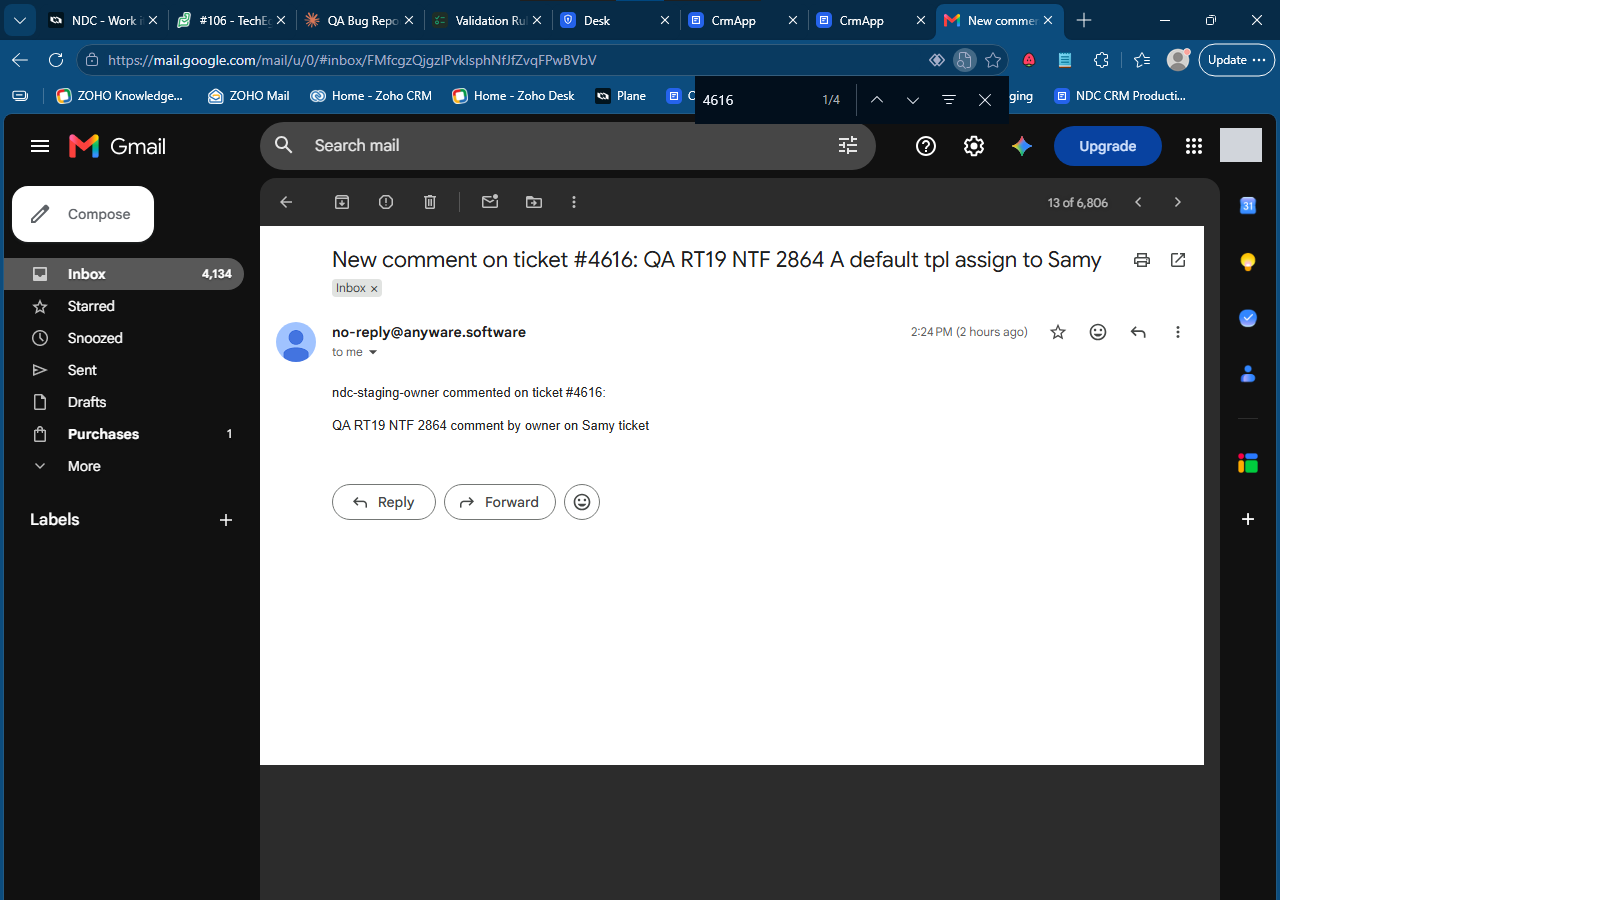 NDC - Work i
#106 - TechE
QA Bug Repo
Validation Ru
Desk
CrmApp
CrmApp
New commer
https://mail.google.com/mail/u/0/#inbox/FMfcgzQjgzIPvklsphNfJfZvqFPwBVbV
Update
ZOHO Knowledge...
ZOHO Mail
Home - Zoho CRM
Home - Zoho Desk
Plane
4616
1/4
ging
NDC CRM Producti...
Gmail
Search mail
Upgrade
Compose
13 of 6,806
31
Inbox 4,134
Starred
Snoozed
Sent
Drafts
Purchases 1
More
Labels
New comment on ticket #4616: QA RT19 NTF 2864 A default tpl assign to Samy
Inbox
no-reply@anyware.software
2:24 PM (2 hours ago)
to me
ndc-staging-owner commented on ticket #4616:
QA RT19 NTF 2864 comment by owner on Samy ticket
Reply
Forward